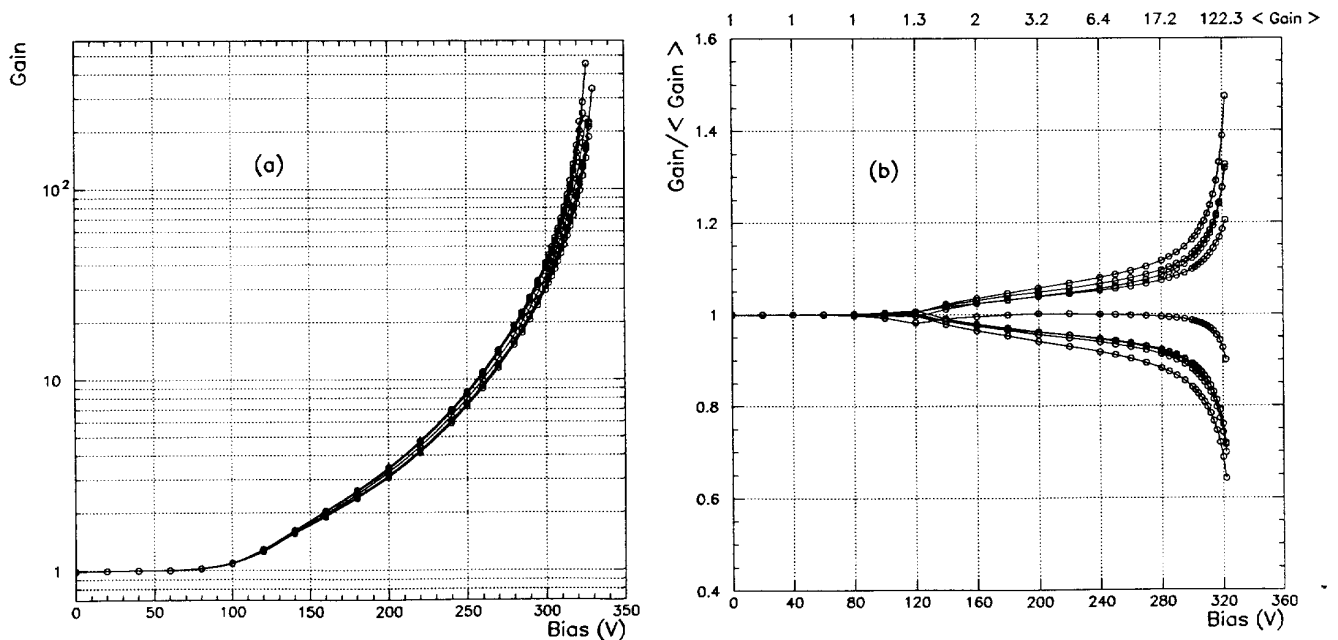 Gain
10²
10
1
(a)
0 50 100 150 200 250 300 350
Bias (V)
1 1 1 1.3 2 3.2 6.4 17.2 122.3 < Gain >
Gain/< Gain >
1.6
1.4
1.2
1
0.8
0.6
0.4
(b)
0 40 80 120 160 200 240 280 320 360
Bias (V)